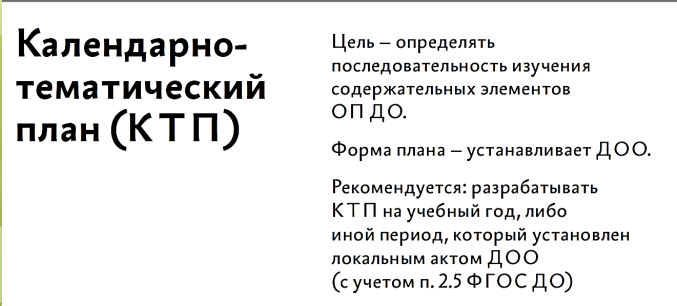 Календарно-
тематический
план (КТП)
Цель – определять
последовательность изучения
содержательных элементов
ОП ДО.
Форма плана – устанавливает ДОО.
Рекомендуется: разрабатывать
КТП на учебный год, либо
иной период, который установлен
локальным актом ДОО
(с учетом п. 2.5 ФГОС ДО)